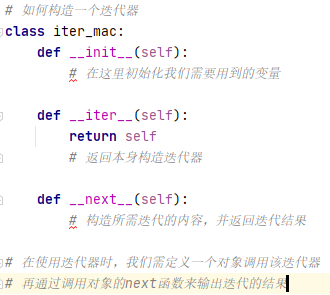 # 如何构造一个迭代器
class iter_mac:
    def __init__(self):
        # 在这里初始化我们需要用到的变量
    def __iter__(self):
        return self
        # 返回本身构造迭代器
    def __next__(self):
        # 构造所需迭代的内容，并返回迭代结果
# 在使用迭代器时，我们需定义一个对象调用该迭代器
# 再通过调用对象的next函数来输出迭代的结果